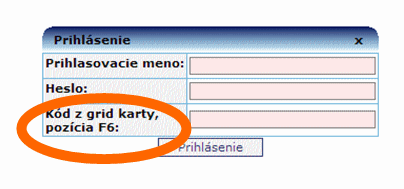 Prihlásenie x
Prihlasovacie meno:
Heslo:
Kód z grid karty,
pozícia F6:
Prihlásenie